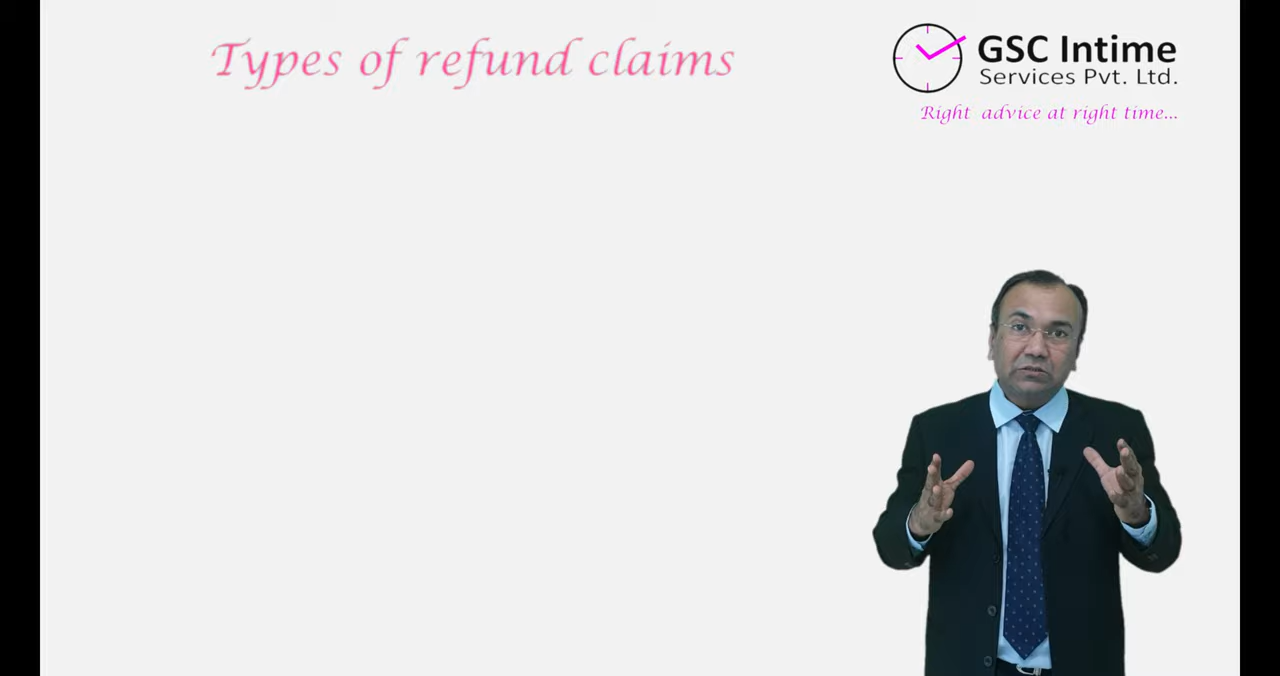 Types of refund claims
GSC Intime
Services Pvt. Ltd.
Right advice at right time...